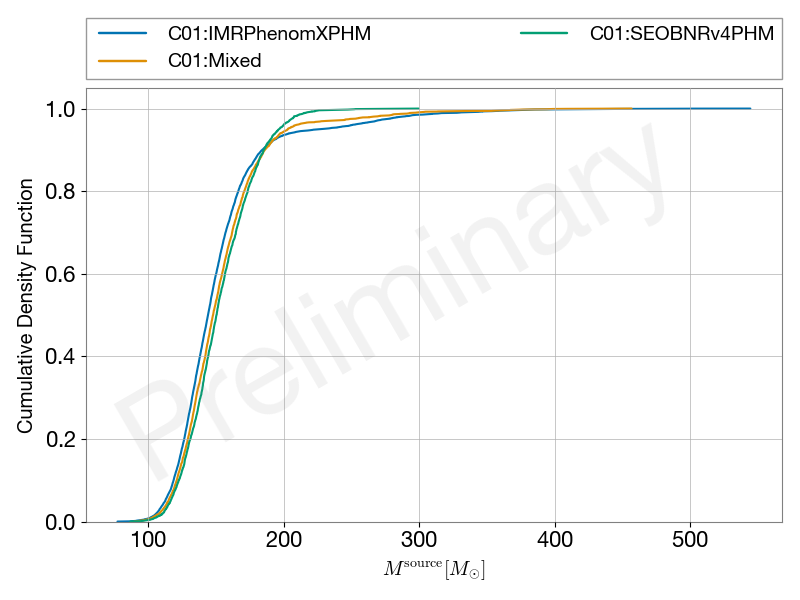 C01:IMRPhenomXPHM
C01:Mixed
C01:SEOBNRv4PHM
Cumulative Density Function
1.0
0.8
0.6
0.4
0.2
0.0
Preliminary
100 200 300 400 500
M^source [M_⊙]